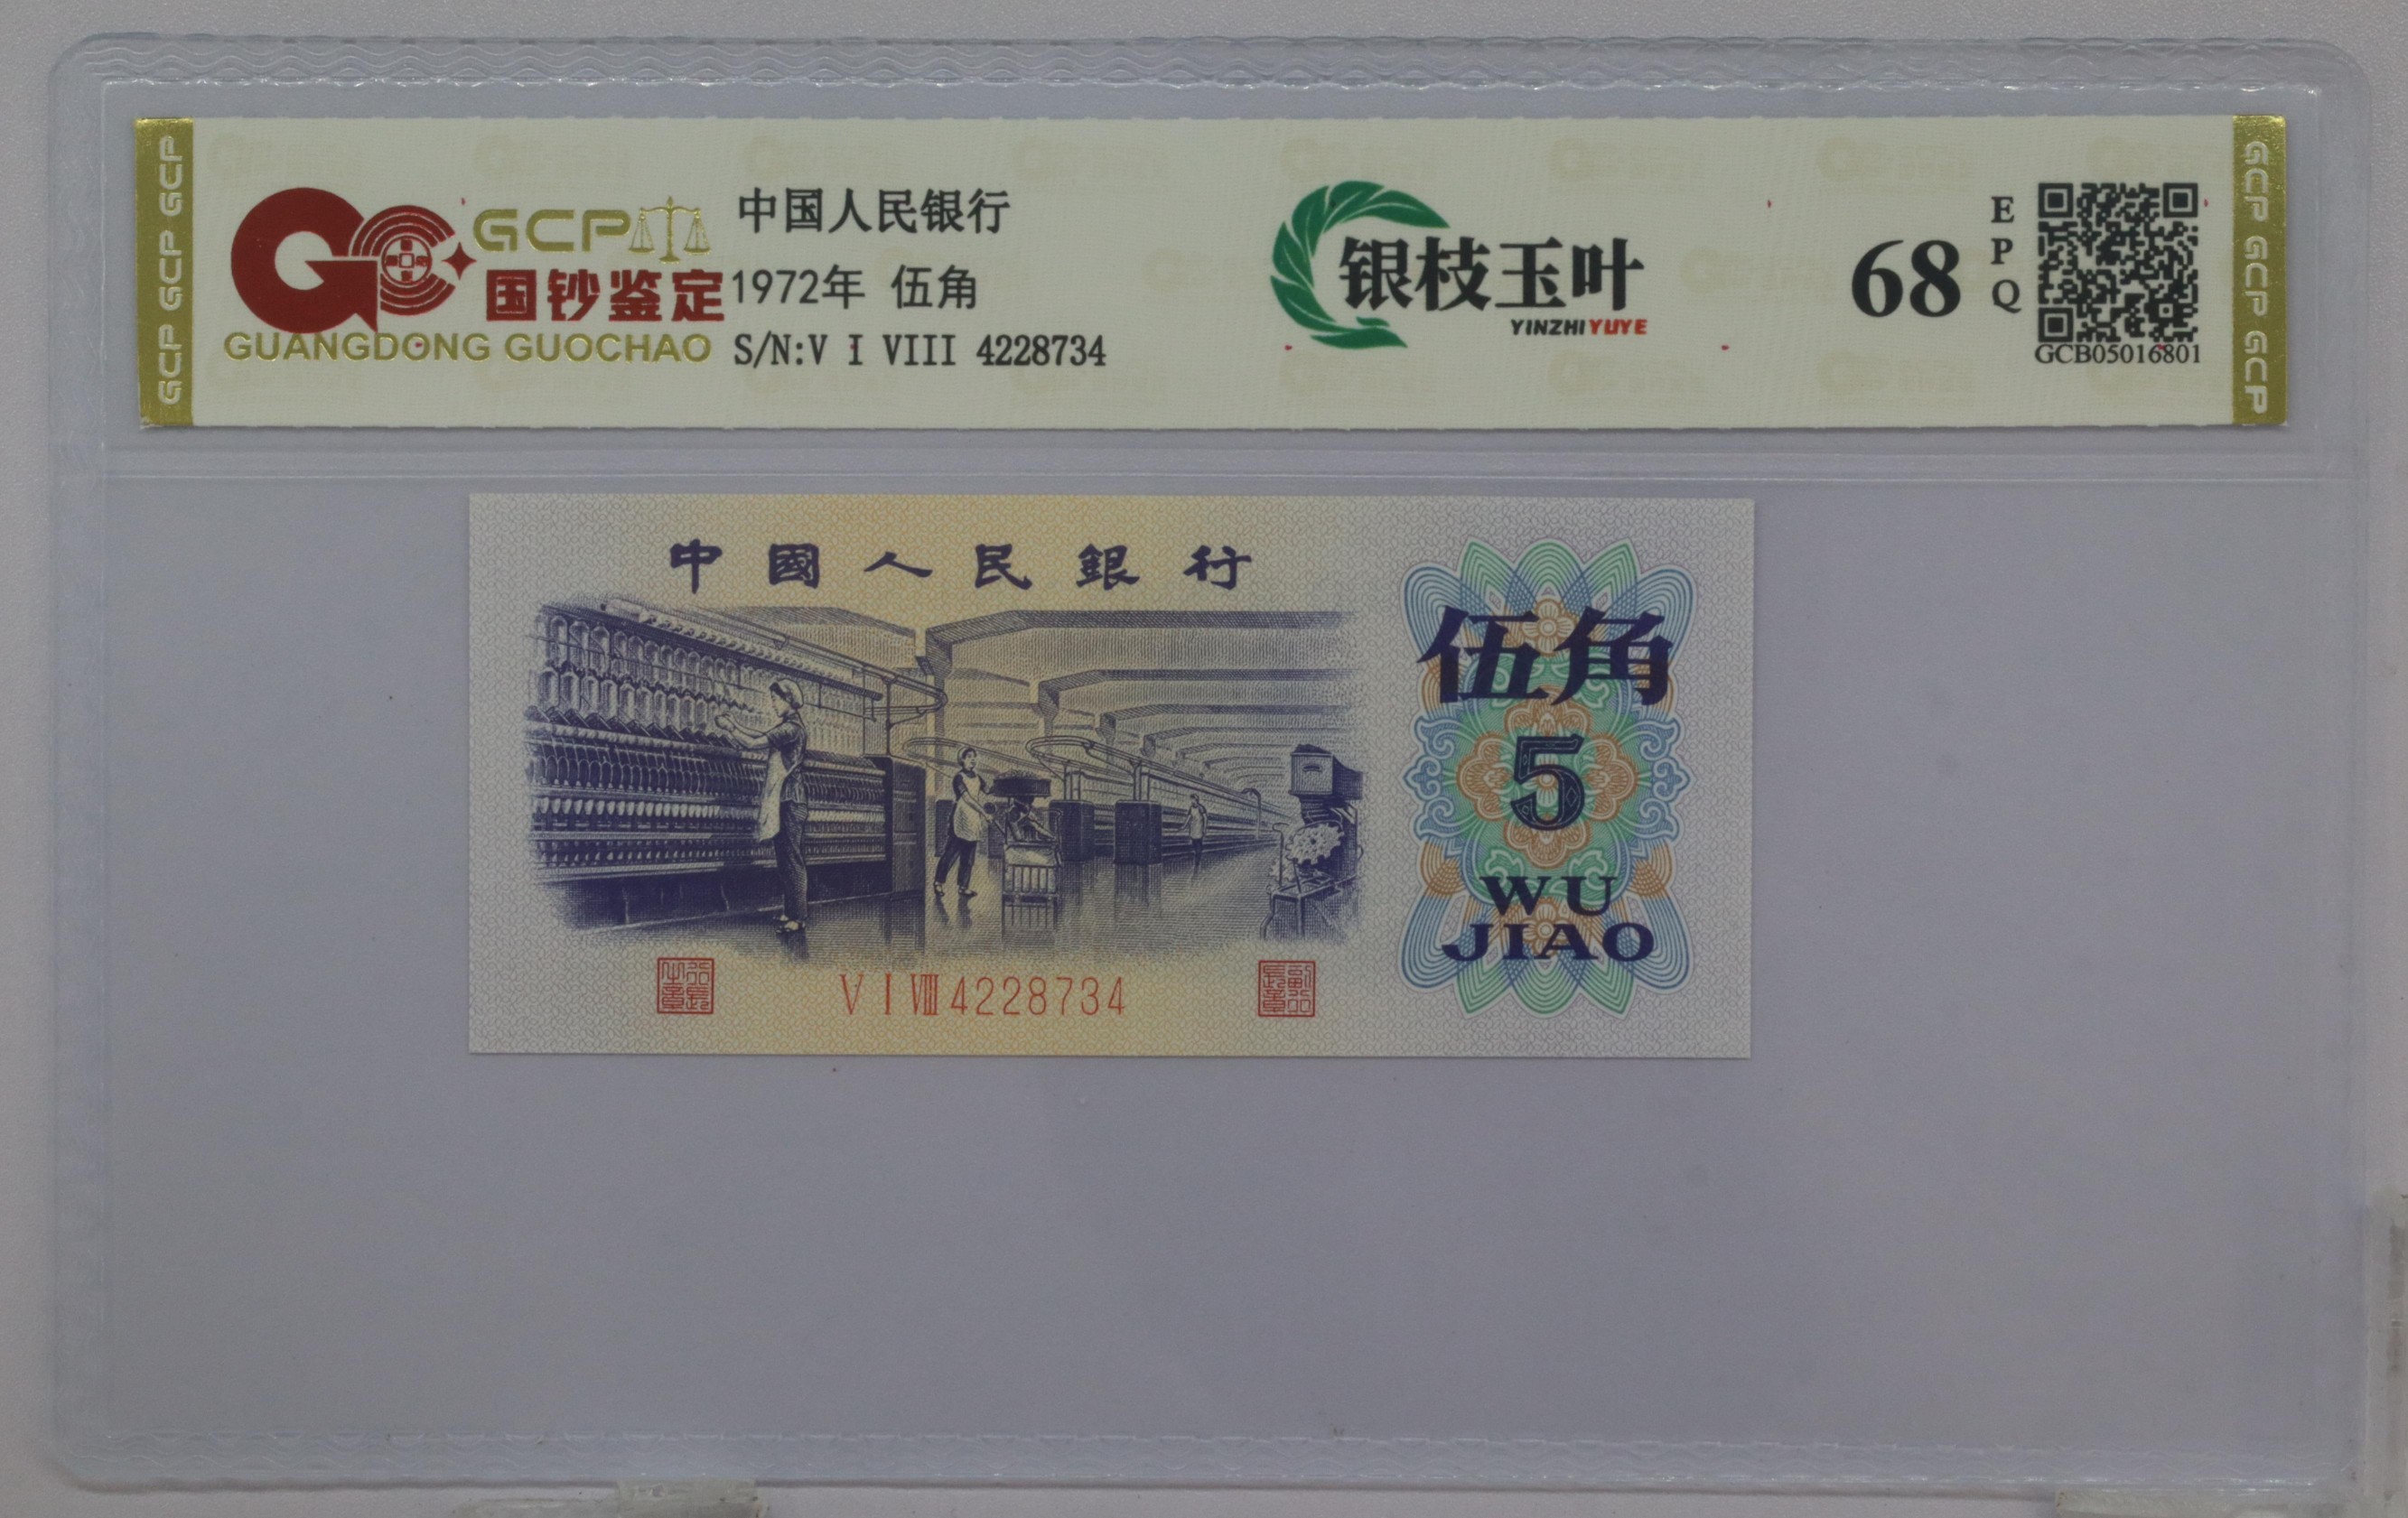 GCP GCP GCP
GCP
国钞鉴定
GUANGDONG GUOCHAO
中国人民银行
1972年 伍角
S/N:V I VIII 4228734
银枝玉叶
YINZHIYUYE
68
EPQ
GCB05016801
GCP GCP GCP
中國人民銀行
伍角
5
WU
JIAO
V I VIII 4228734